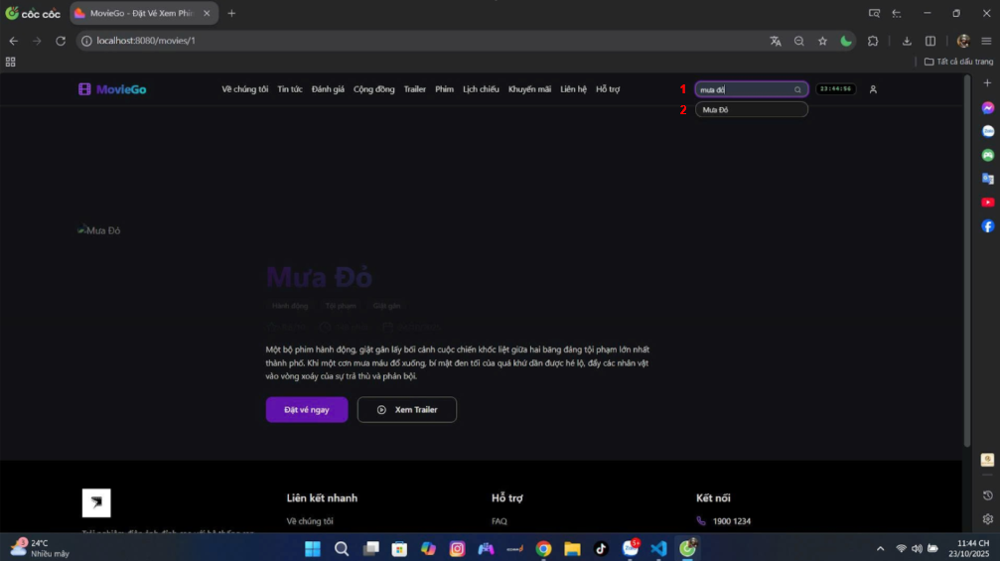 cốc cốc
MovieGo - Đặt Vé Xem Phim
localhost:8080/movies/1
Tất cả dấu trang
MovieGo
Về chúng tôi Tin tức Đánh giá Cộng đồng Trailer Phim Lịch chiếu Khuyến mãi Liên hệ Hỗ trợ
1 mưa đỏ 23:44:56
2 Mưa Đỏ
Mưa Đỏ
Mưa Đỏ
Hành động Tội phạm Giật gân
Một bộ phim hành động, giật gân lấy bối cảnh cuộc chiến khốc liệt giữa hai băng đảng tội phạm lớn nhất
thành phố. Khi một cơn mưa máu đổ xuống, bí mật đen tối của quá khứ dần được hé lộ, đẩy các nhân vật
vào vòng xoáy của sự trả thù và phản bội.
Đặt vé ngay Xem Trailer
Liên kết nhanh Hỗ trợ Kết nối
Về chúng tôi FAQ 1900 1234
3
24°C
Nhiều mây
5+
11:44 CH
23/10/2025